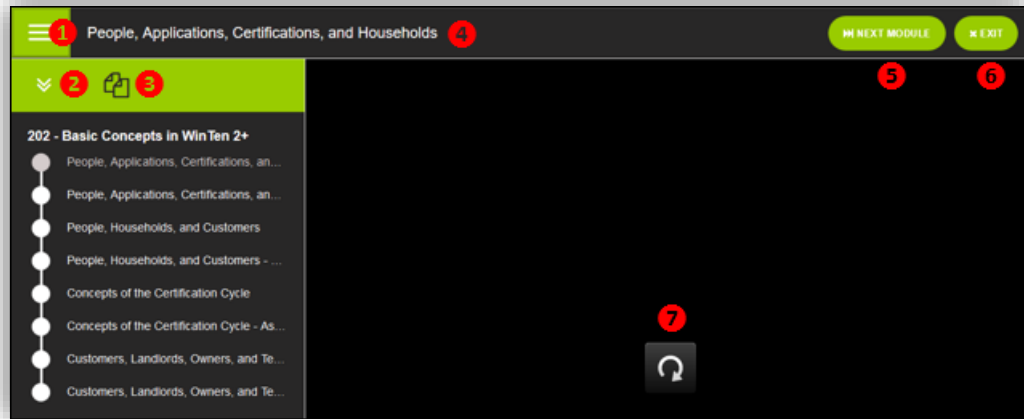 1 People, Applications, Certifications, and Households 4 NEXT MODULE × EXIT
2 3 5 6
202 - Basic Concepts in WinTen 2+
People, Applications, Certifications, an...
People, Applications, Certifications, an...
People, Households, and Customers
People, Households, and Customers - ...
Concepts of the Certification Cycle
Concepts of the Certification Cycle - As...
Customers, Landlords, Owners, and Te...
Customers, Landlords, Owners, and Te...
7